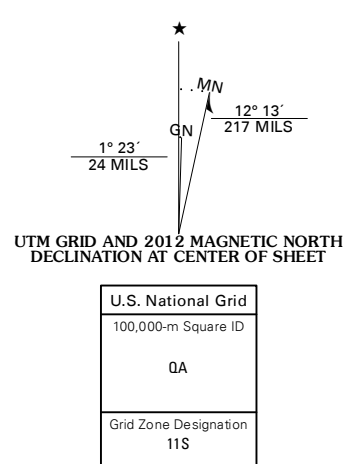 ★
MN
GN
12° 13´
217 MILS
1° 23´
24 MILS
UTM GRID AND 2012 MAGNETIC NORTH
DECLINATION AT CENTER OF SHEET
U.S. National Grid
100,000-m Square ID
QA
Grid Zone Designation
11S